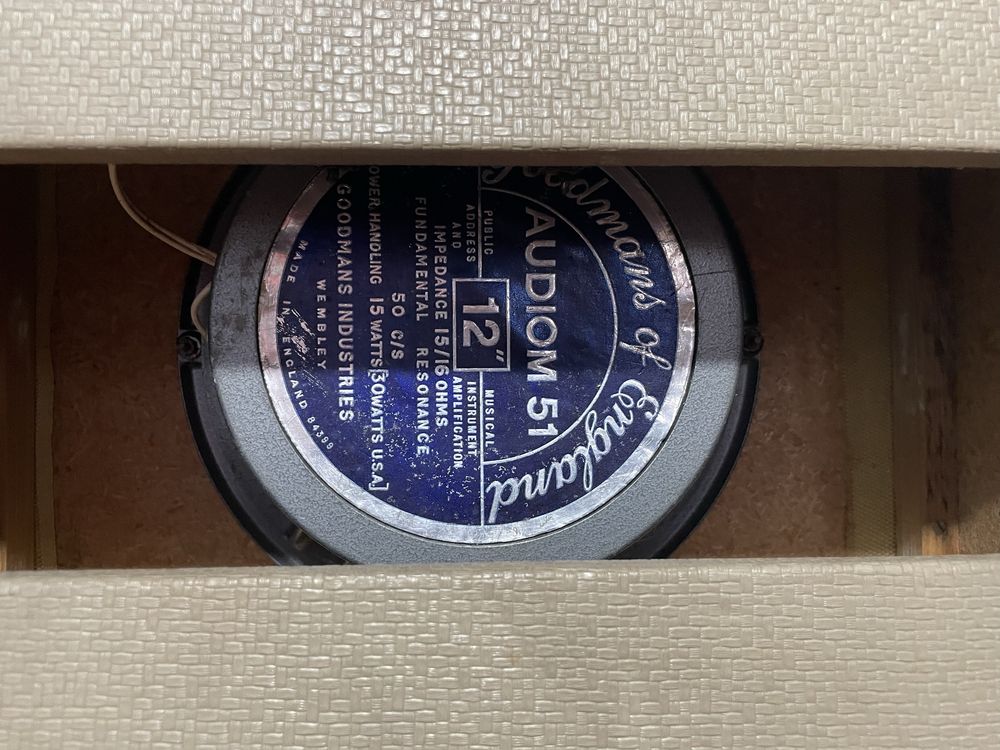 Goodmans of
England
AUDIOM 51
PUBLIC
ADDRESS
AND
12"
MUSICAL
INSTRUMENT
AMPLIFICATION
IMPEDANCE 15/16 OHMS
FUNDAMENTAL RESONANCE
50 C/S
POWER HANDLING 15 WATTS [30 WATTS U.S.A]
GOODMANS INDUSTRIES
WEMBLEY
MADE IN ENGLAND 84399